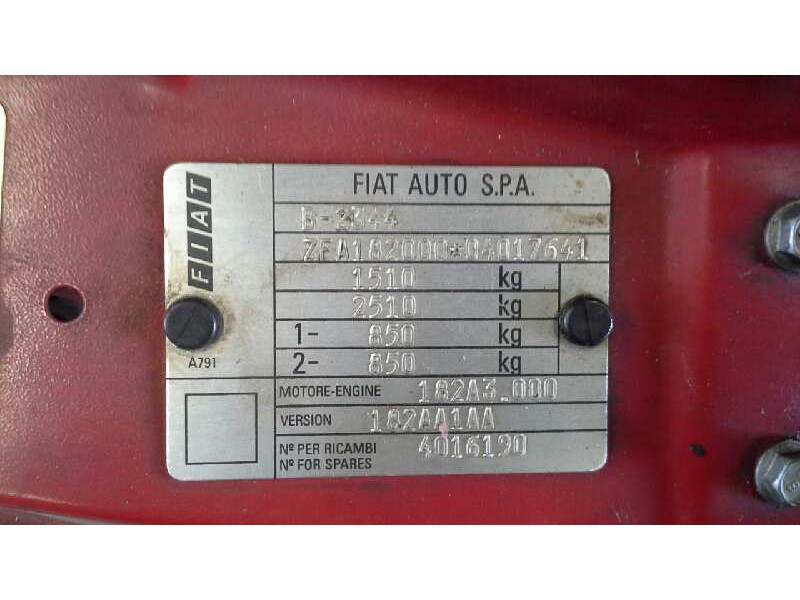 FIAT
FIAT AUTO S.P.A.
B-2444
ZFA182000*04017641
1510 kg
2510 kg
1- 850 kg
2- 850 kg
A791
MOTORE-ENGINE 182A3.000
VERSION 182AA1AA
Nº PER RICAMBI
Nº FOR SPARES 4016190